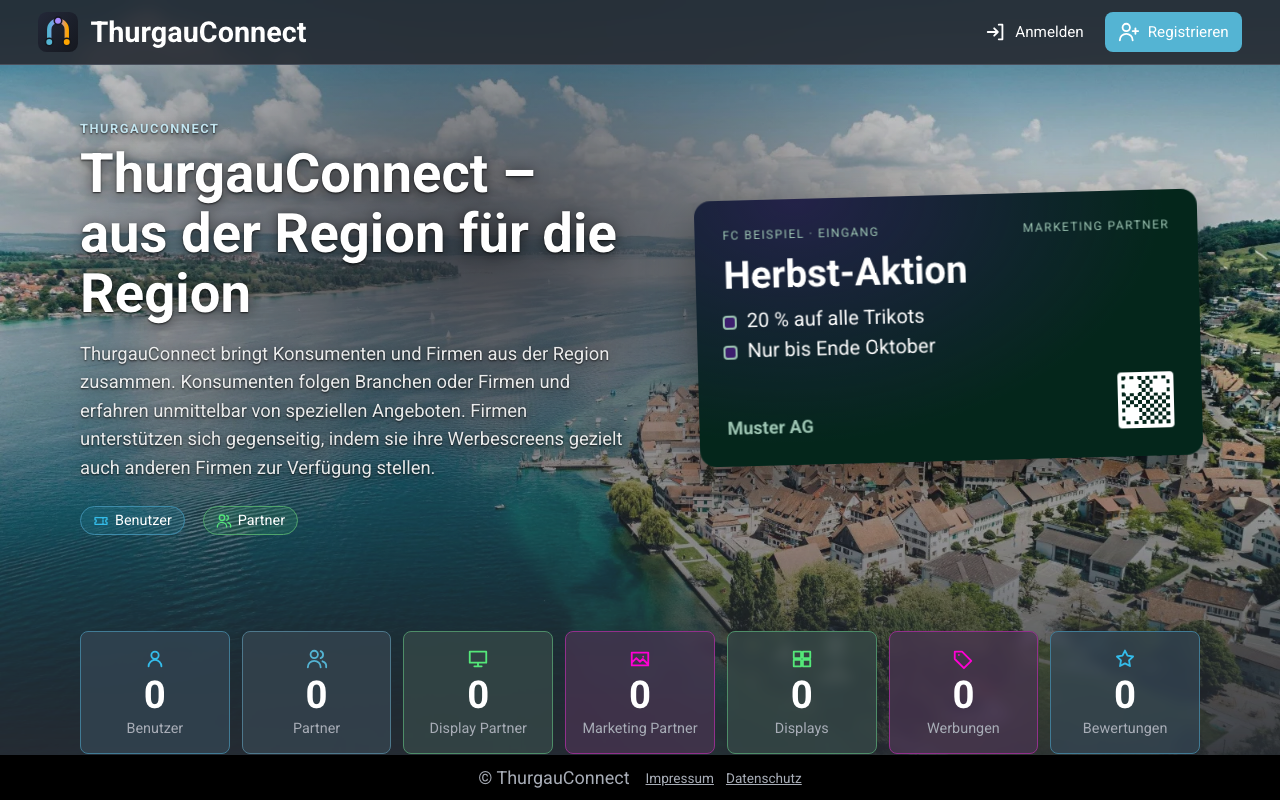 ThurgauConnect
Anmelden
Registrieren
THURGAUCONNECT
ThurgauConnect –
aus der Region für die
Region
ThurgauConnect bringt Konsumenten und Firmen aus der Region
zusammen. Konsumenten folgen Branchen oder Firmen und
erfahren unmittelbar von speziellen Angeboten. Firmen
unterstützen sich gegenseitig, indem sie ihre Werbescreens gezielt
auch anderen Firmen zur Verfügung stellen.
Benutzer
Partner
FC BEISPIEL · EINGANG
MARKETING PARTNER
Herbst-Aktion
20 % auf alle Trikots
Nur bis Ende Oktober
Muster AG
0
Benutzer
0
Partner
0
Display Partner
0
Marketing Partner
0
Displays
0
Werbungen
0
Bewertungen
© ThurgauConnect Impressum Datenschutz